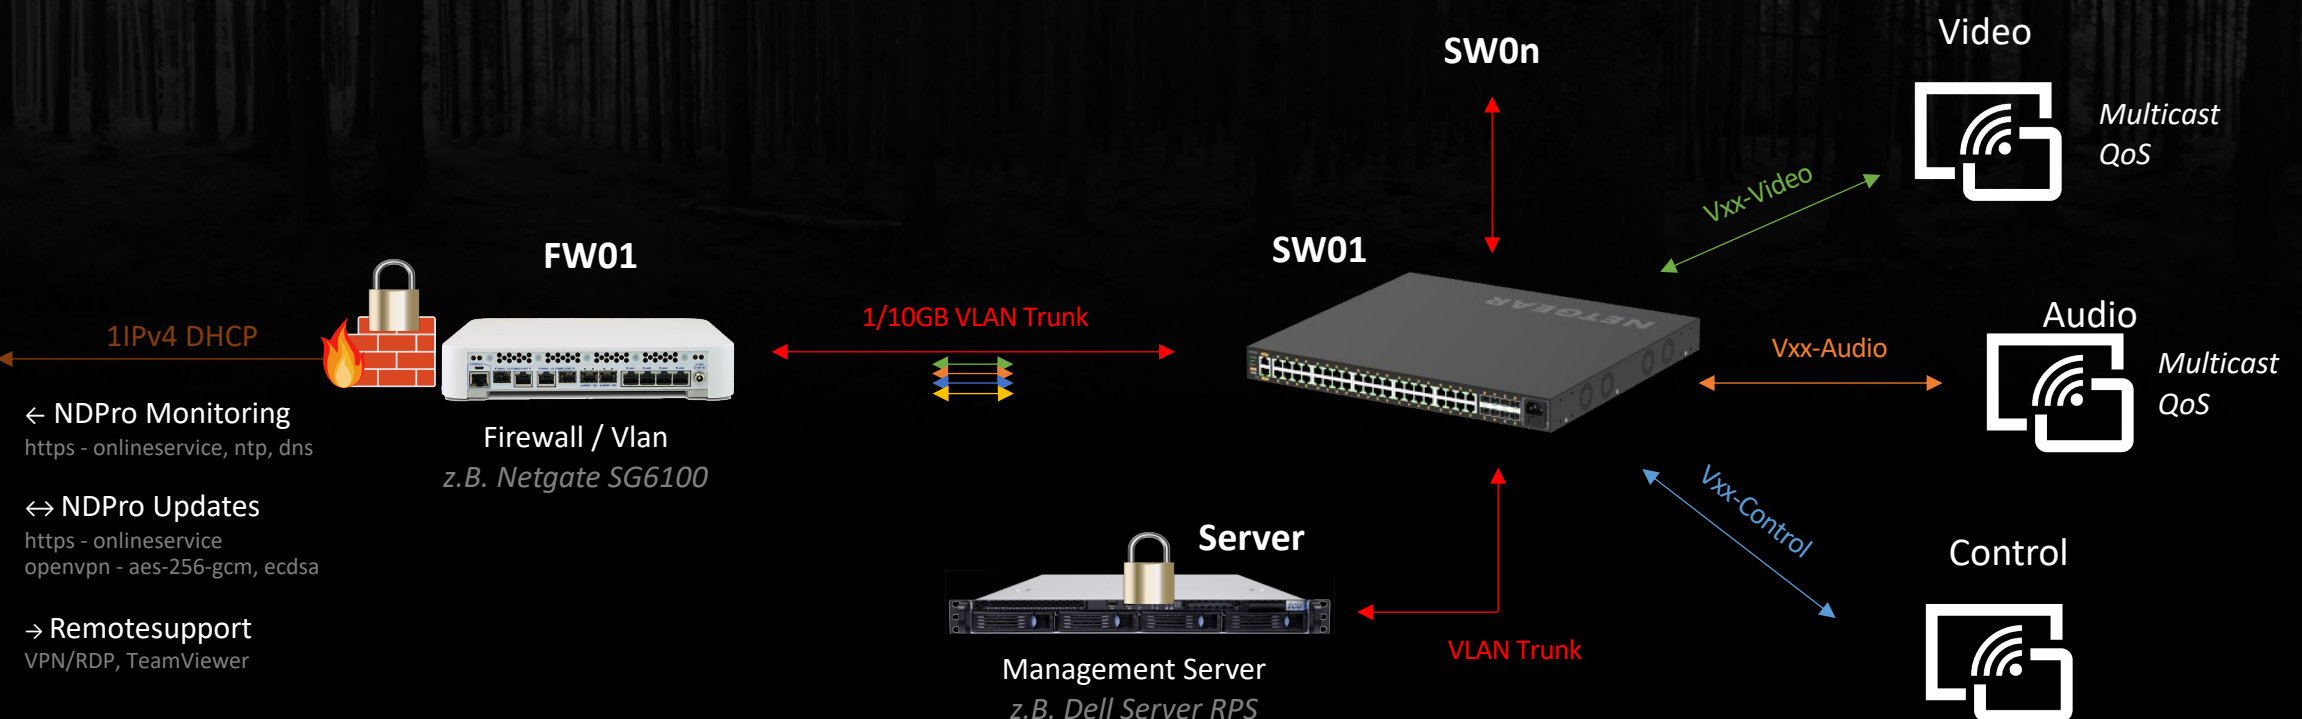 Video
SW0n
Multicast
QoS
Vxx-Video
FW01
SW01
NETGEAR
Audio
1IPv4 DHCP
1/10GB VLAN Trunk
Vxx-Audio
Multicast
QoS
← NDPro Monitoring
https - onlineservice, ntp, dns
Firewall / Vlan
z.B. Netgate SG6100
Vxx-Control
↔ NDPro Updates
https - onlineservice
openvpn - aes-256-gcm, ecdsa
Server
Control
ico
→ Remotesupport
VPN/RDP, TeamViewer
VLAN Trunk
Management Server
z.B. Dell Server RPS